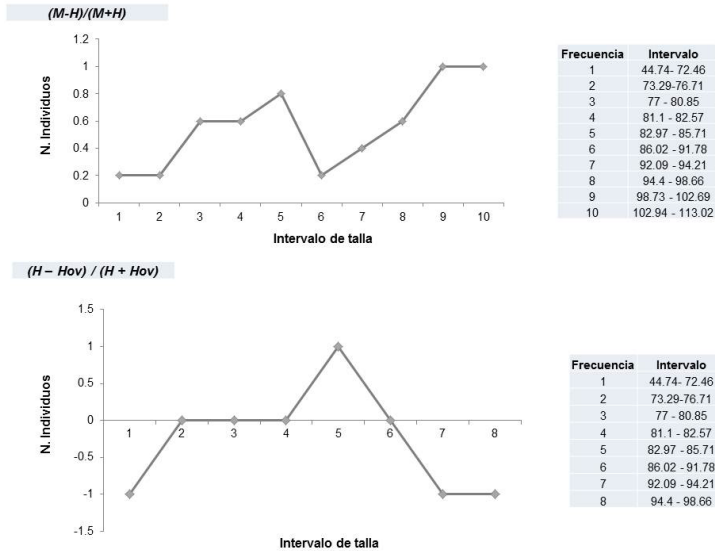 (M-H)/(M+H)
1.2
1
0.8
0.6
0.4
0.2
0
N. Individuos
1 2 3 4 5 6 7 8 9 10
Intervalo de talla
Frecuencia Intervalo
1 44.74- 72.46
2 73.29-76.71
3 77 - 80.85
4 81.1 - 82.57
5 82.97 - 85.71
6 86.02 - 91.78
7 92.09 - 94.21
8 94.4 - 98.66
9 98.73 - 102.69
10 102.94 - 113.02
(H – Hov) / (H + Hov)
1.5
1
0.5
0
-0.5
-1
-1.5
N. Individuos
1 2 3 4 5 6 7 8
Intervalo de talla
Frecuencia Intervalo
1 44.74- 72.46
2 73.29-76.71
3 77 - 80.85
4 81.1 - 82.57
5 82.97 - 85.71
6 86.02 - 91.78
7 92.09 - 94.21
8 94.4 - 98.66